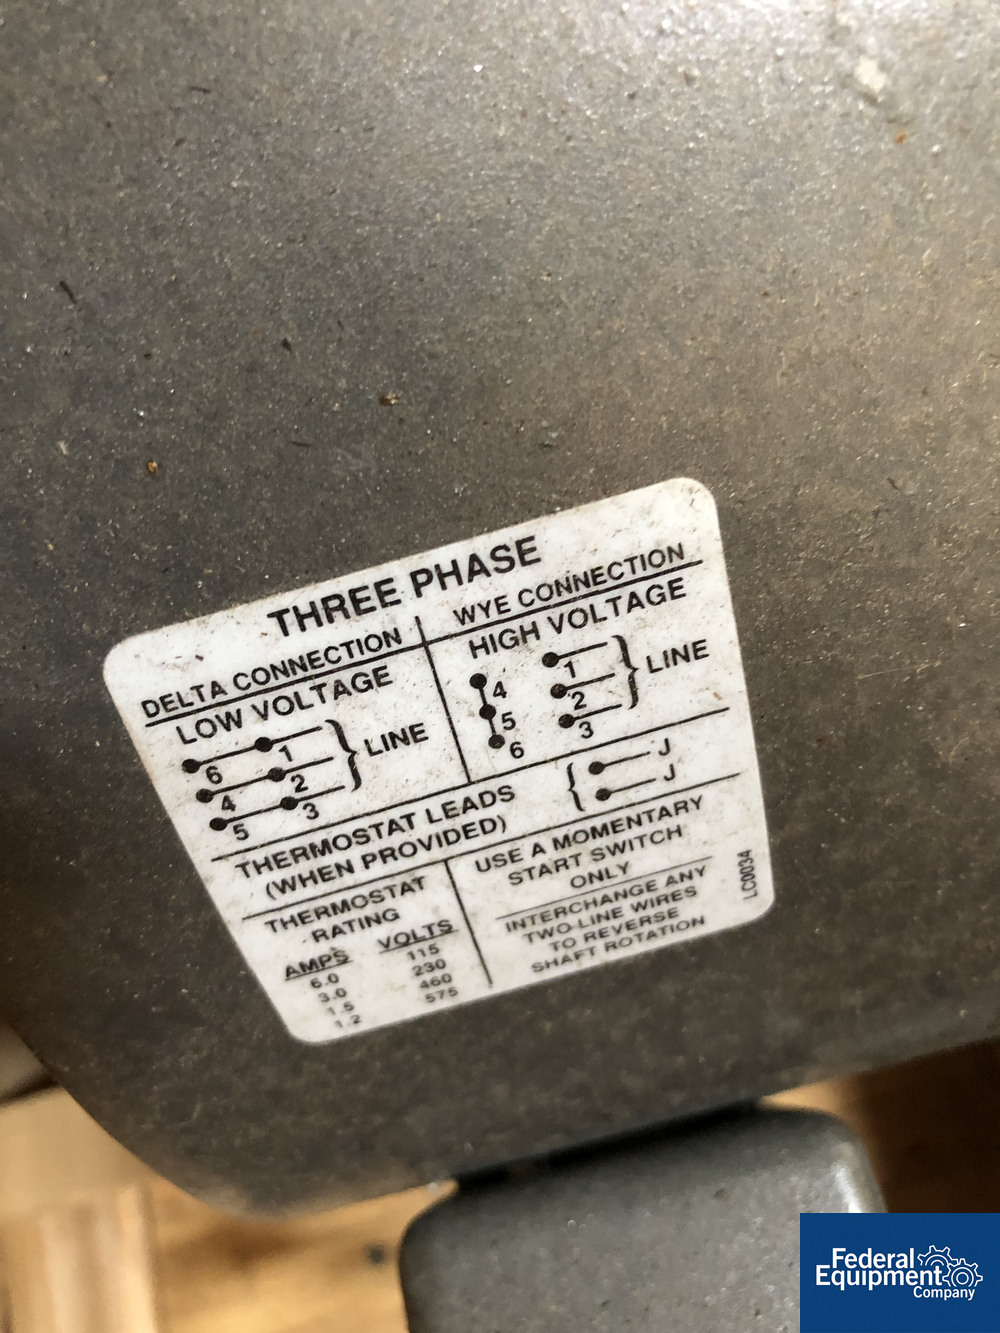 THREE PHASE
DELTA CONNECTION
LOW VOLTAGE
6 1
4 2
5 3
LINE
WYE CONNECTION
HIGH VOLTAGE
4 1
5 2
6 3
LINE
THERMOSTAT LEADS
(WHEN PROVIDED)
J
J
THERMOSTAT
RATING
AMPS VOLTS
6.0 115
3.0 230
1.5 460
1.2 575
USE A MOMENTARY
START SWITCH
ONLY
INTERCHANGE ANY
TWO-LINE WIRES
TO REVERSE
SHAFT ROTATION
LC0034
Federal
Equipment
Company